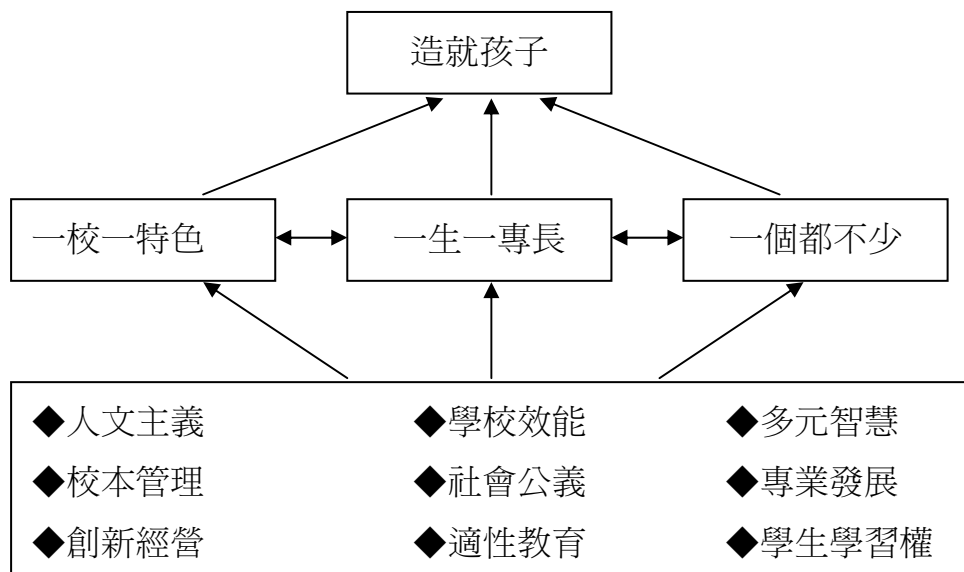 造就孩子
一校一特色 一生一專長 一個都不少
◆人文主義 ◆學校效能 ◆多元智慧
◆校本管理 ◆社會公義 ◆專業發展
◆創新經營 ◆適性教育 ◆學生學習權